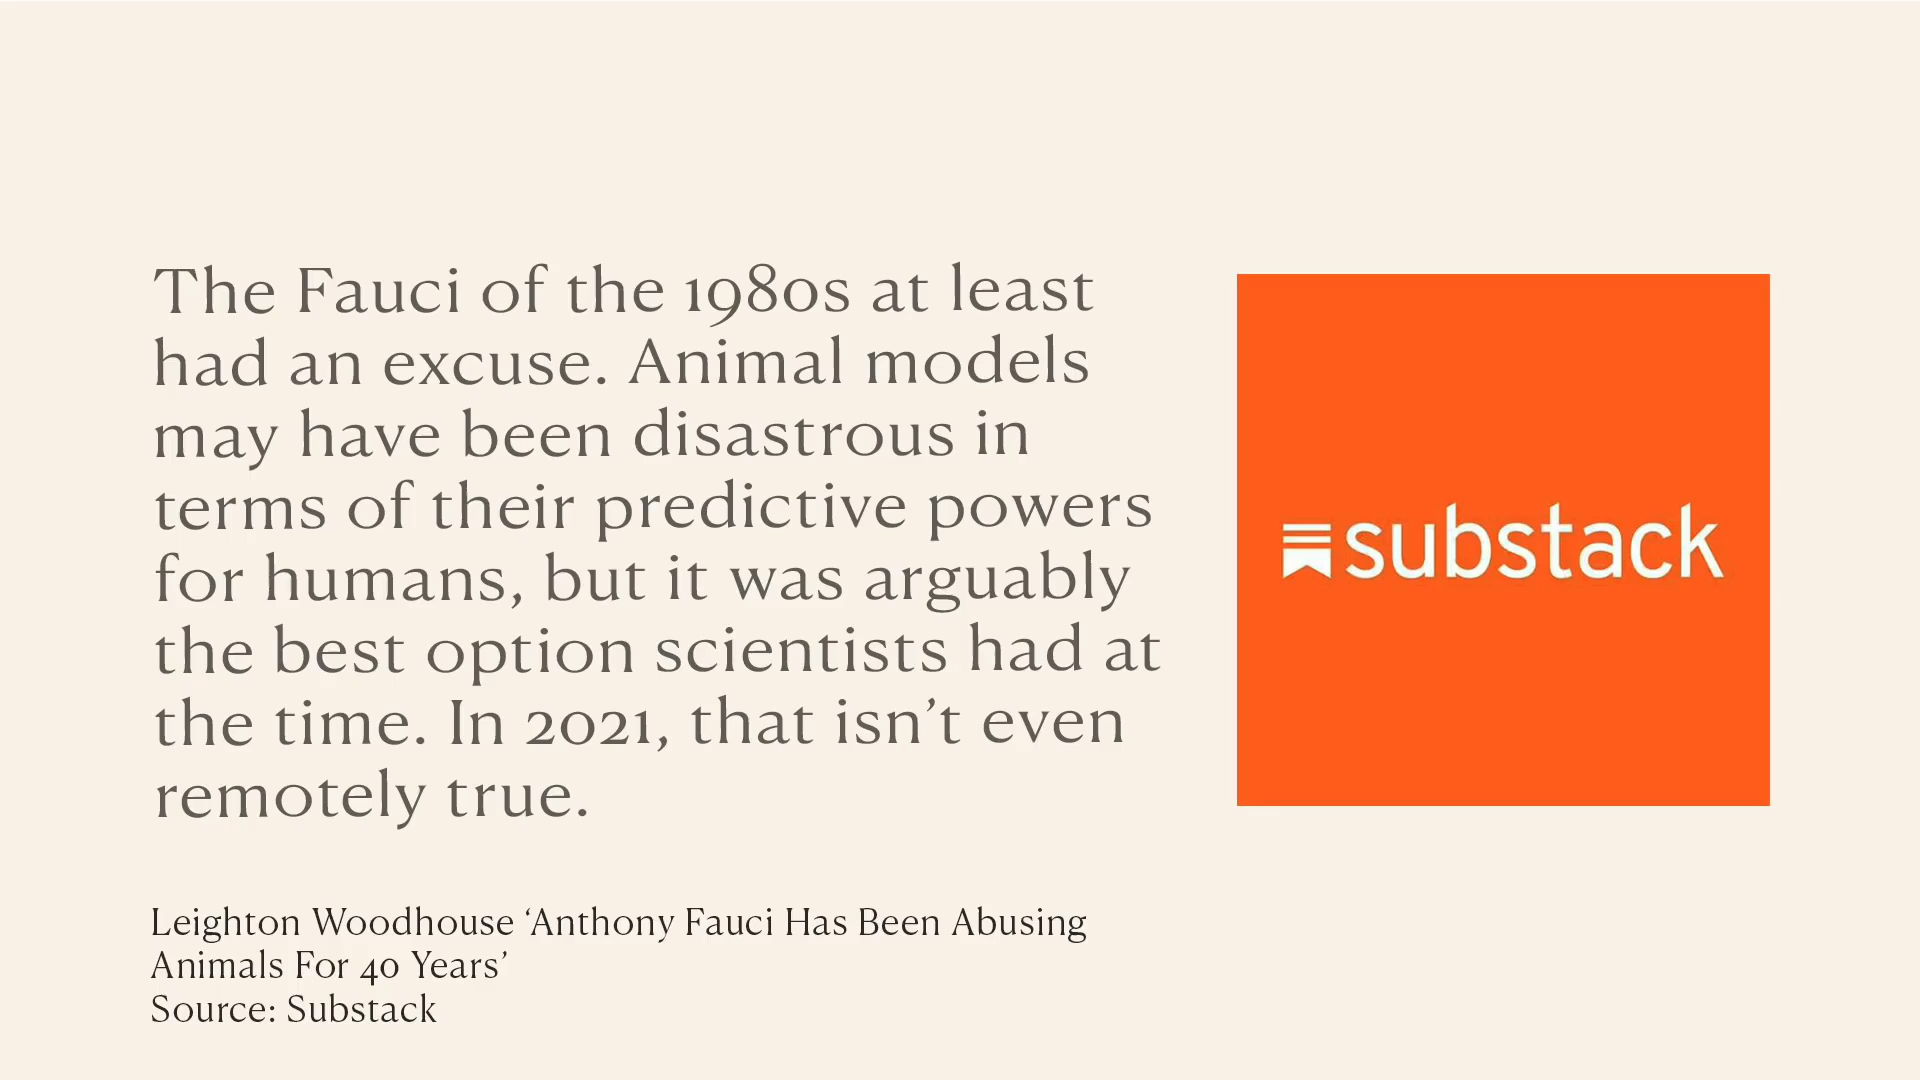 The Fauci of the 1980s at least
had an excuse. Animal models
may have been disastrous in
terms of their predictive powers
for humans, but it was arguably
the best option scientists had at
the time. In 2021, that isn’t even
remotely true.
substack
Leighton Woodhouse ‘Anthony Fauci Has Been Abusing
Animals For 40 Years’
Source: Substack